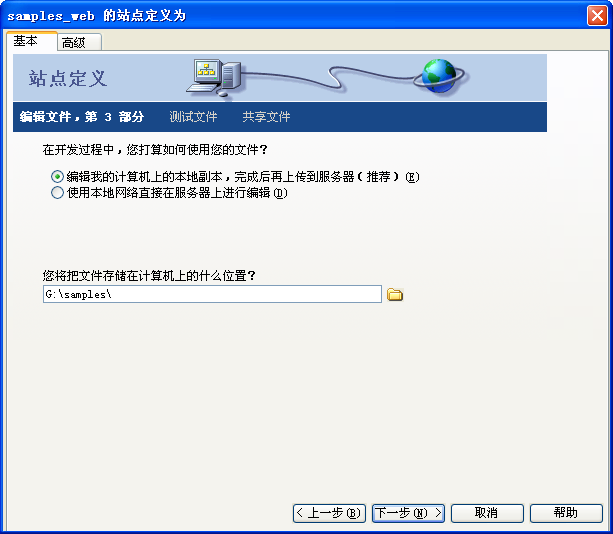 samples_web 的站点定义为
基本 高级
站点定义
编辑文件，第 3 部分 测试文件 共享文件
在开发过程中，您打算如何使用您的文件？
编辑我的计算机上的本地副本，完成后再上传到服务器（推荐）(E)
使用本地网络直接在服务器上进行编辑(D)
您将把文件存储在计算机上的什么位置？
G:\samples\
< 上一步(B) 下一步(N) > 取消 帮助